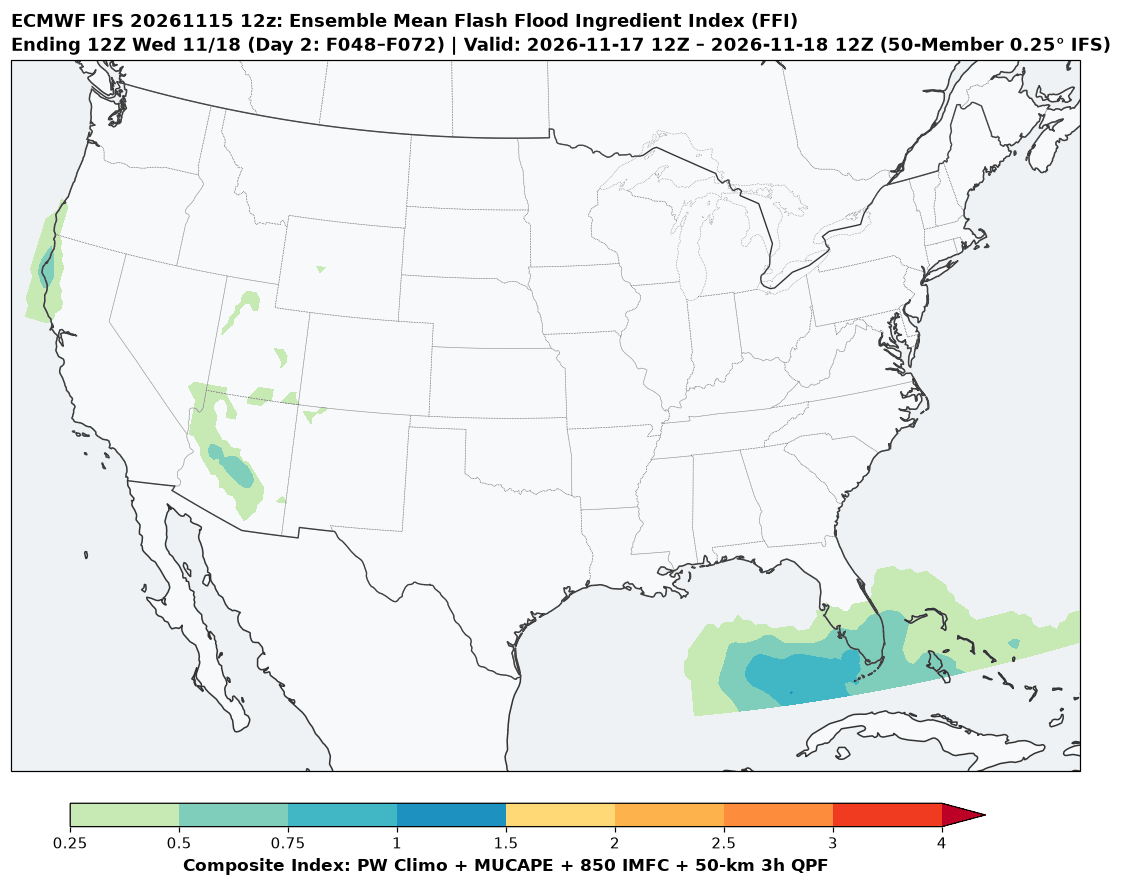 ECMWF IFS 20261115 12z: Ensemble Mean Flash Flood Ingredient Index (FFI)
Ending 12Z Wed 11/18 (Day 2: F048–F072) | Valid: 2026-11-17 12Z – 2026-11-18 12Z (50-Member 0.25° IFS)
0.25 0.5 0.75 1 1.5 2 2.5 3 4
Composite Index: PW Climo + MUCAPE + 850 IMFC + 50-km 3h QPF